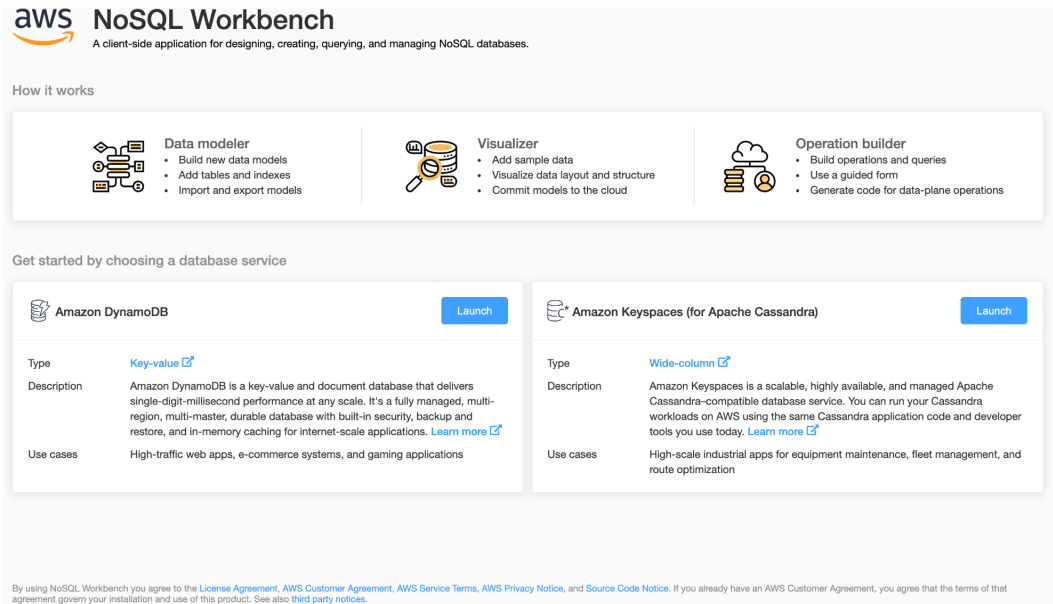 aws
NoSQL Workbench
A client-side application for designing, creating, querying, and managing NoSQL databases.
How it works
Data modeler
• Build new data models
• Add tables and indexes
• Import and export models
Visualizer
• Add sample data
• Visualize data layout and structure
• Commit models to the cloud
Operation builder
• Build operations and queries
• Use a guided form
• Generate code for data-plane operations
Get started by choosing a database service
Amazon DynamoDB
Launch
Type
Key-value
Description
Amazon DynamoDB is a key-value and document database that delivers
single-digit-millisecond performance at any scale. It's a fully managed, multi-
region, multi-master, durable database with built-in security, backup and
restore, and in-memory caching for internet-scale applications. Learn more
Use cases
High-traffic web apps, e-commerce systems, and gaming applications
Amazon Keyspaces (for Apache Cassandra)
Launch
Type
Wide-column
Description
Amazon Keyspaces is a scalable, highly available, and managed Apache
Cassandra–compatible database service. You can run your Cassandra
workloads on AWS using the same Cassandra application code and developer
tools you use today. Learn more
Use cases
High-scale industrial apps for equipment maintenance, fleet management, and
route optimization
By using NoSQL Workbench you agree to the License Agreement, AWS Customer Agreement, AWS Service Terms, AWS Privacy Notice, and Source Code Notice. If you already have an AWS Customer Agreement, you agree that the terms of that
agreement govern your installation and use of this product. See also third party notices.